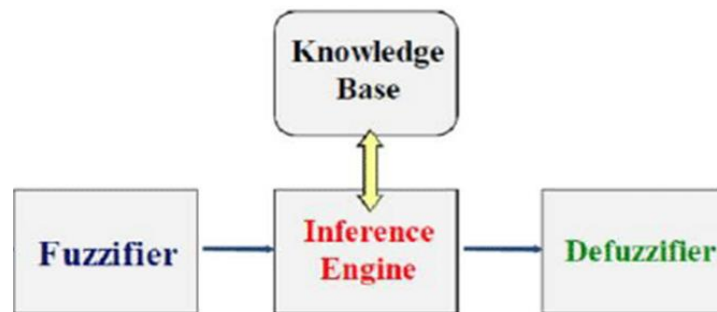 Knowledge
Base
Fuzzifier
Inference
Engine
Defuzzifier